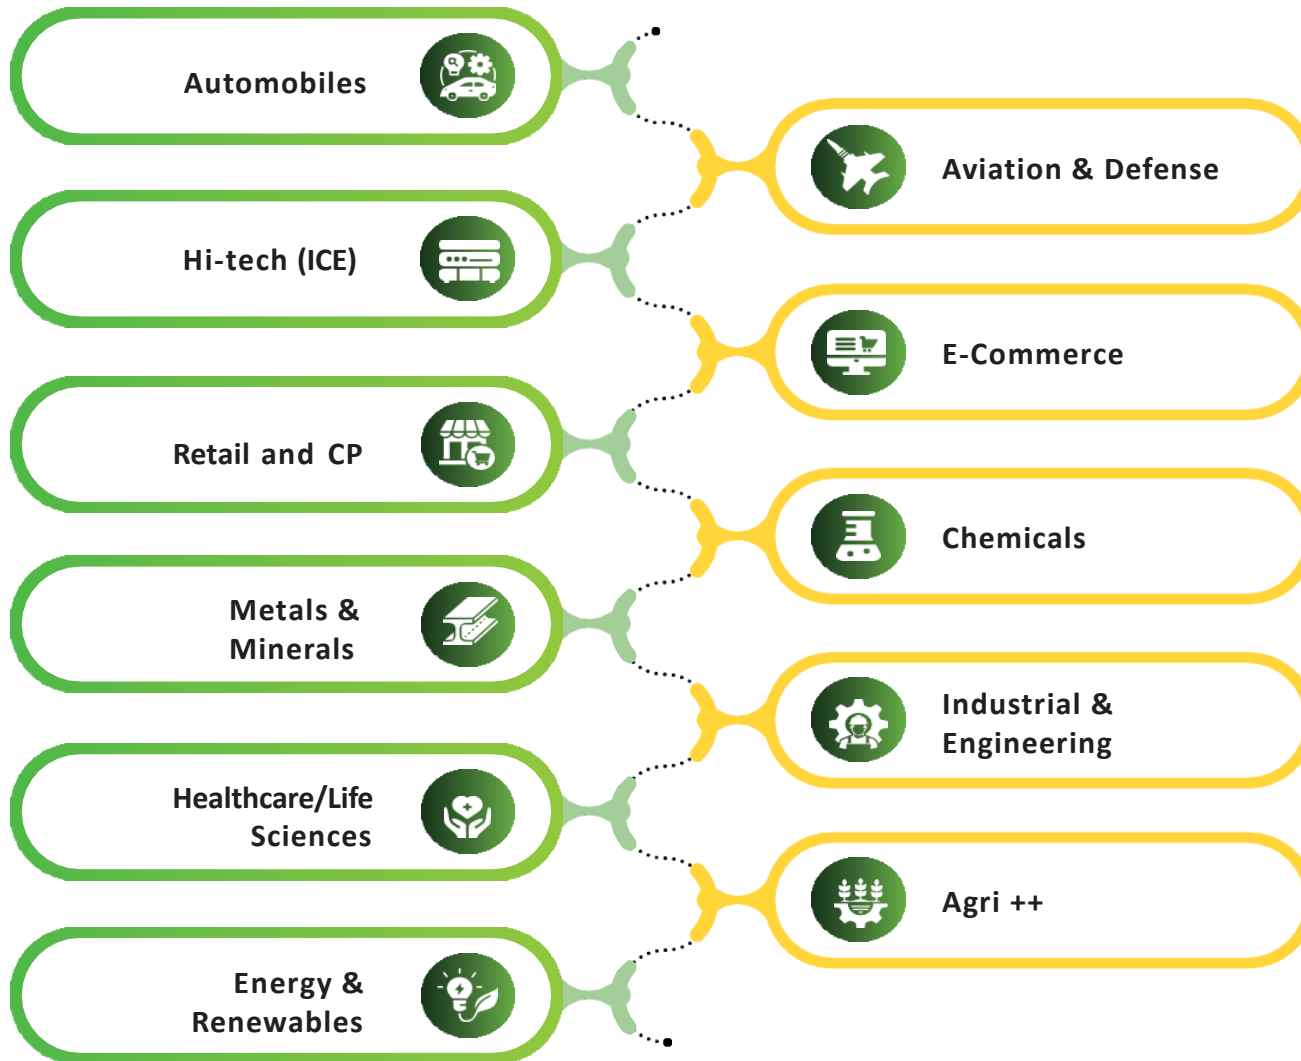 Automobiles
Aviation & Defense
Hi-tech (ICE)
E-Commerce
Retail and CP
Chemicals
Metals &
Minerals
Industrial &
Engineering
Healthcare/Life
Sciences
Agri ++
Energy &
Renewables